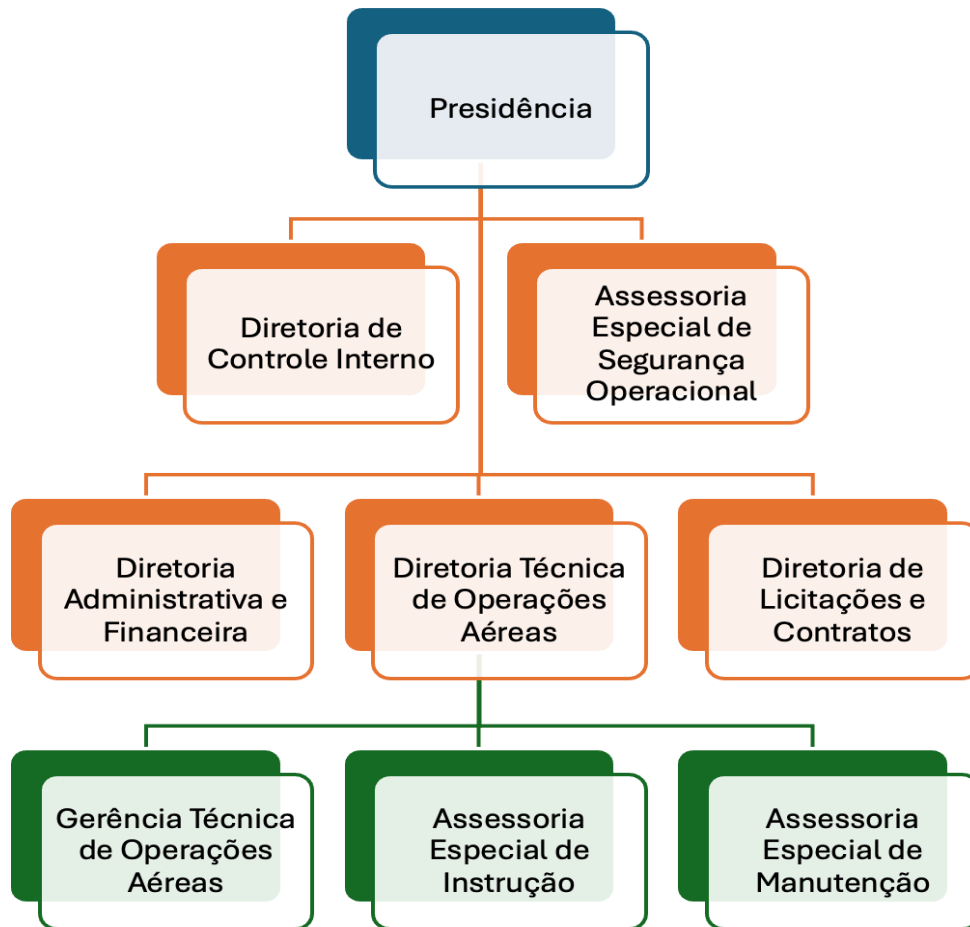 Presidência
Diretoria de
Controle Interno
Assessoria
Especial de
Segurança
Operacional
Diretoria
Administrativa e
Financeira
Diretoria Técnica
de Operações
Aéreas
Diretoria de
Licitações e
Contratos
Gerência Técnica
de Operações
Aéreas
Assessoria
Especial de
Instrução
Assessoria
Especial de
Manutenção